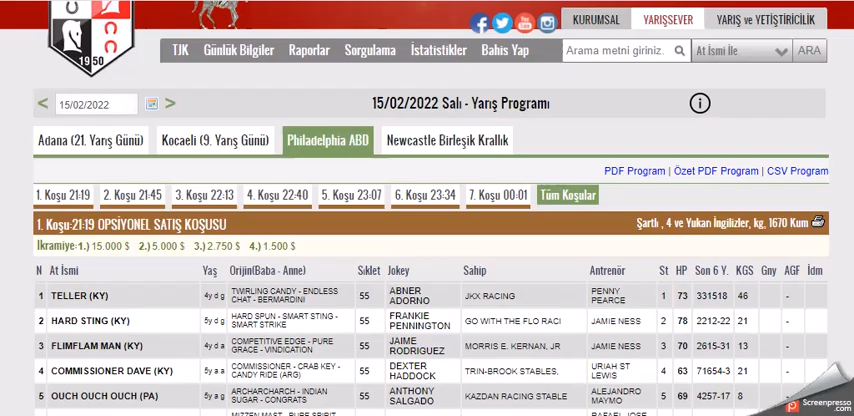 C C
1950
KURUMSAL YARIŞSEVER YARIŞ ve YETİŞTİRİCİLİK
TJK Günlük Bilgiler Raporlar Sorgulama İstatistikler Bahis Yap Arama metni giriniz. At İsmi İle ARA
< 15/02/2022 > 15/02/2022 Salı - Yarış Programı i
Adana (21. Yarış Günü) Kocaeli (9. Yarış Günü) Philadelphia ABD Newcastle Birleşik Krallık
PDF Program | Özet PDF Program | CSV Program
1. Koşu 21:19 2. Koşu 21:45 3. Koşu 22:13 4. Koşu 22:40 5. Koşu 23:07 6. Koşu 23:34 7. Koşu 00:01 Tüm Koşular
1. Koşu:21:19 OPSİYONEL SATIŞ KOŞUSU Şartlı , 4 ve Yukarı İngilizler, kg, 1670 Kum
İkramiye: 1.) 15.000 $ 2.) 5.000 $ 3.) 2.750 $ 4.) 1.500 $
N At İsmi Yaş Orijin(Baba - Anne) Sıklet Jokey Sahip Antrenör St HP Son 6 Y. KGS Gny AGF İdm
1 TELLER (KY) 4y d g TWIRLING CANDY - ENDLESS CHAT - BERMARDINI 55 ABNER ADORNO JKX RACING PENNY PEARCE 1 73 331518 46 -
2 HARD STING (KY) 5y d g HARD SPUN - SMART STING - SMART STRIKE 55 FRANKIE PENNINGTON GO WITH THE FLO RACI JAMIE NESS 2 78 2212-22 21 -
3 FLIMFLAM MAN (KY) 4y d a COMPETITIVE EDGE - PURE GRACE - VINDICATION 55 JAIME RODRIGUEZ MORRIS E. KERNAN, JR JAMIE NESS 3 70 2615-31 13 -
4 COMMISSIONER DAVE (KY) 5y a a COMMISSIONER - CRAB KEY - CANDY RIDE (ARG) 55 DEXTER HADDOCK TRIN-BROOK STABLES, URIAH ST LEWIS 4 63 71654-3 21 -
5 OUCH OUCH OUCH (PA) 5y a g ARCHARCHARCH - INDIAN SUGAR - CONGRATS 55 ANTHONY SALGADO KAZDAN RACING STABLE ALEJANDRO MAYMO 5 69 4257-17 8 -
MIZZEN MAST - PURE SPIRIT RAFAEL JOSE
Screenpresso
.com